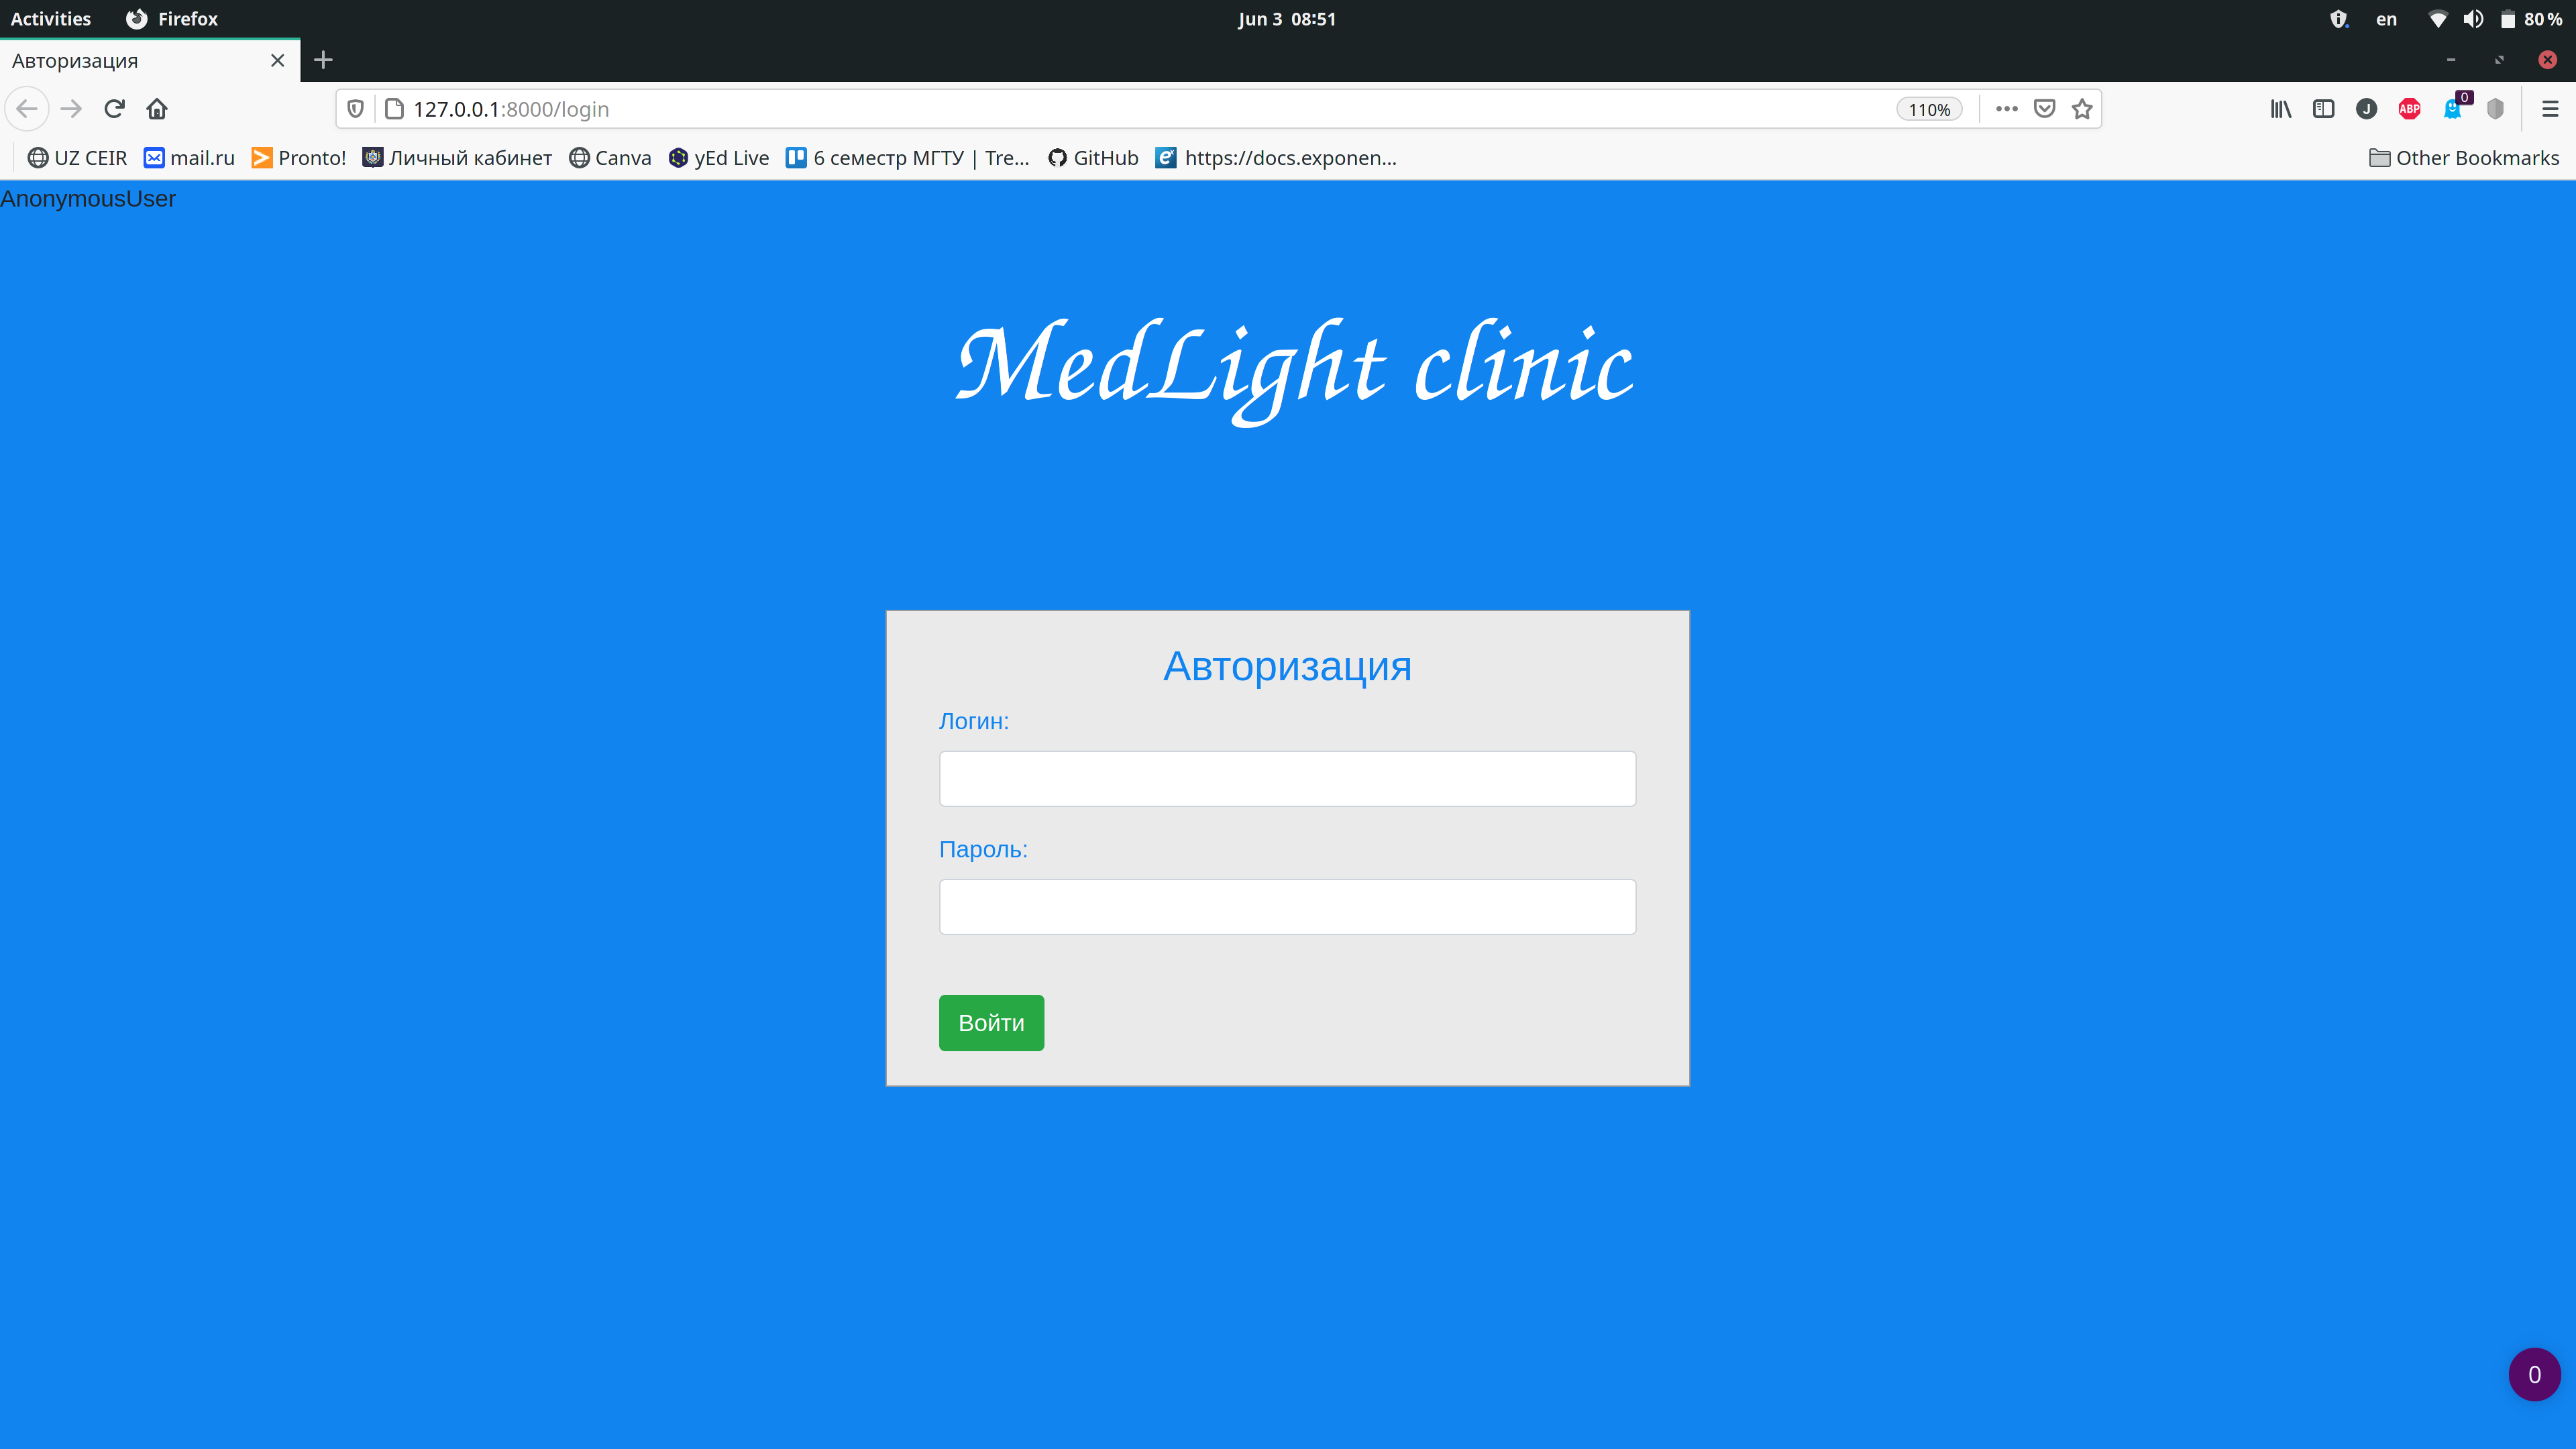 Activities Firefox Jun 3 08:51 en 80 %
Авторизация
127.0.0.1:8000/login 110% J ABP 0
UZ CEIR mail.ru Pronto! Личный кабинет Canva yEd Live 6 семестр МГТУ | Tre... GitHub https://docs.exponen... Other Bookmarks
AnonymousUser
MedLight clinic
Авторизация
Логин:
Пароль:
Войти
0